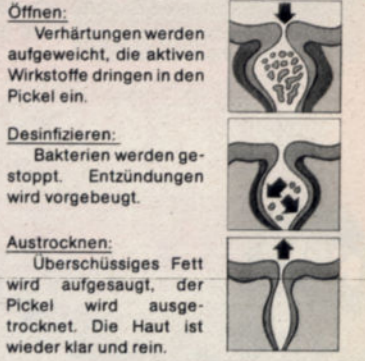 Öffnen:
Verhärtungen werden
aufgeweicht, die aktiven
Wirkstoffe dringen in den
Pickel ein.
Desinfizieren:
Bakterien werden ge-
stoppt. Entzündungen
wird vorgebeugt.
Austrocknen:
Überschüssiges Fett
wird aufgesaugt, der
Pickel wird ausge-
trocknet. Die Haut ist
wieder klar und rein.